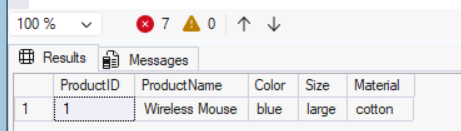 100 % 7 0
Results Messages
ProductID ProductName Color Size Material
1 1 Wireless Mouse blue large cotton